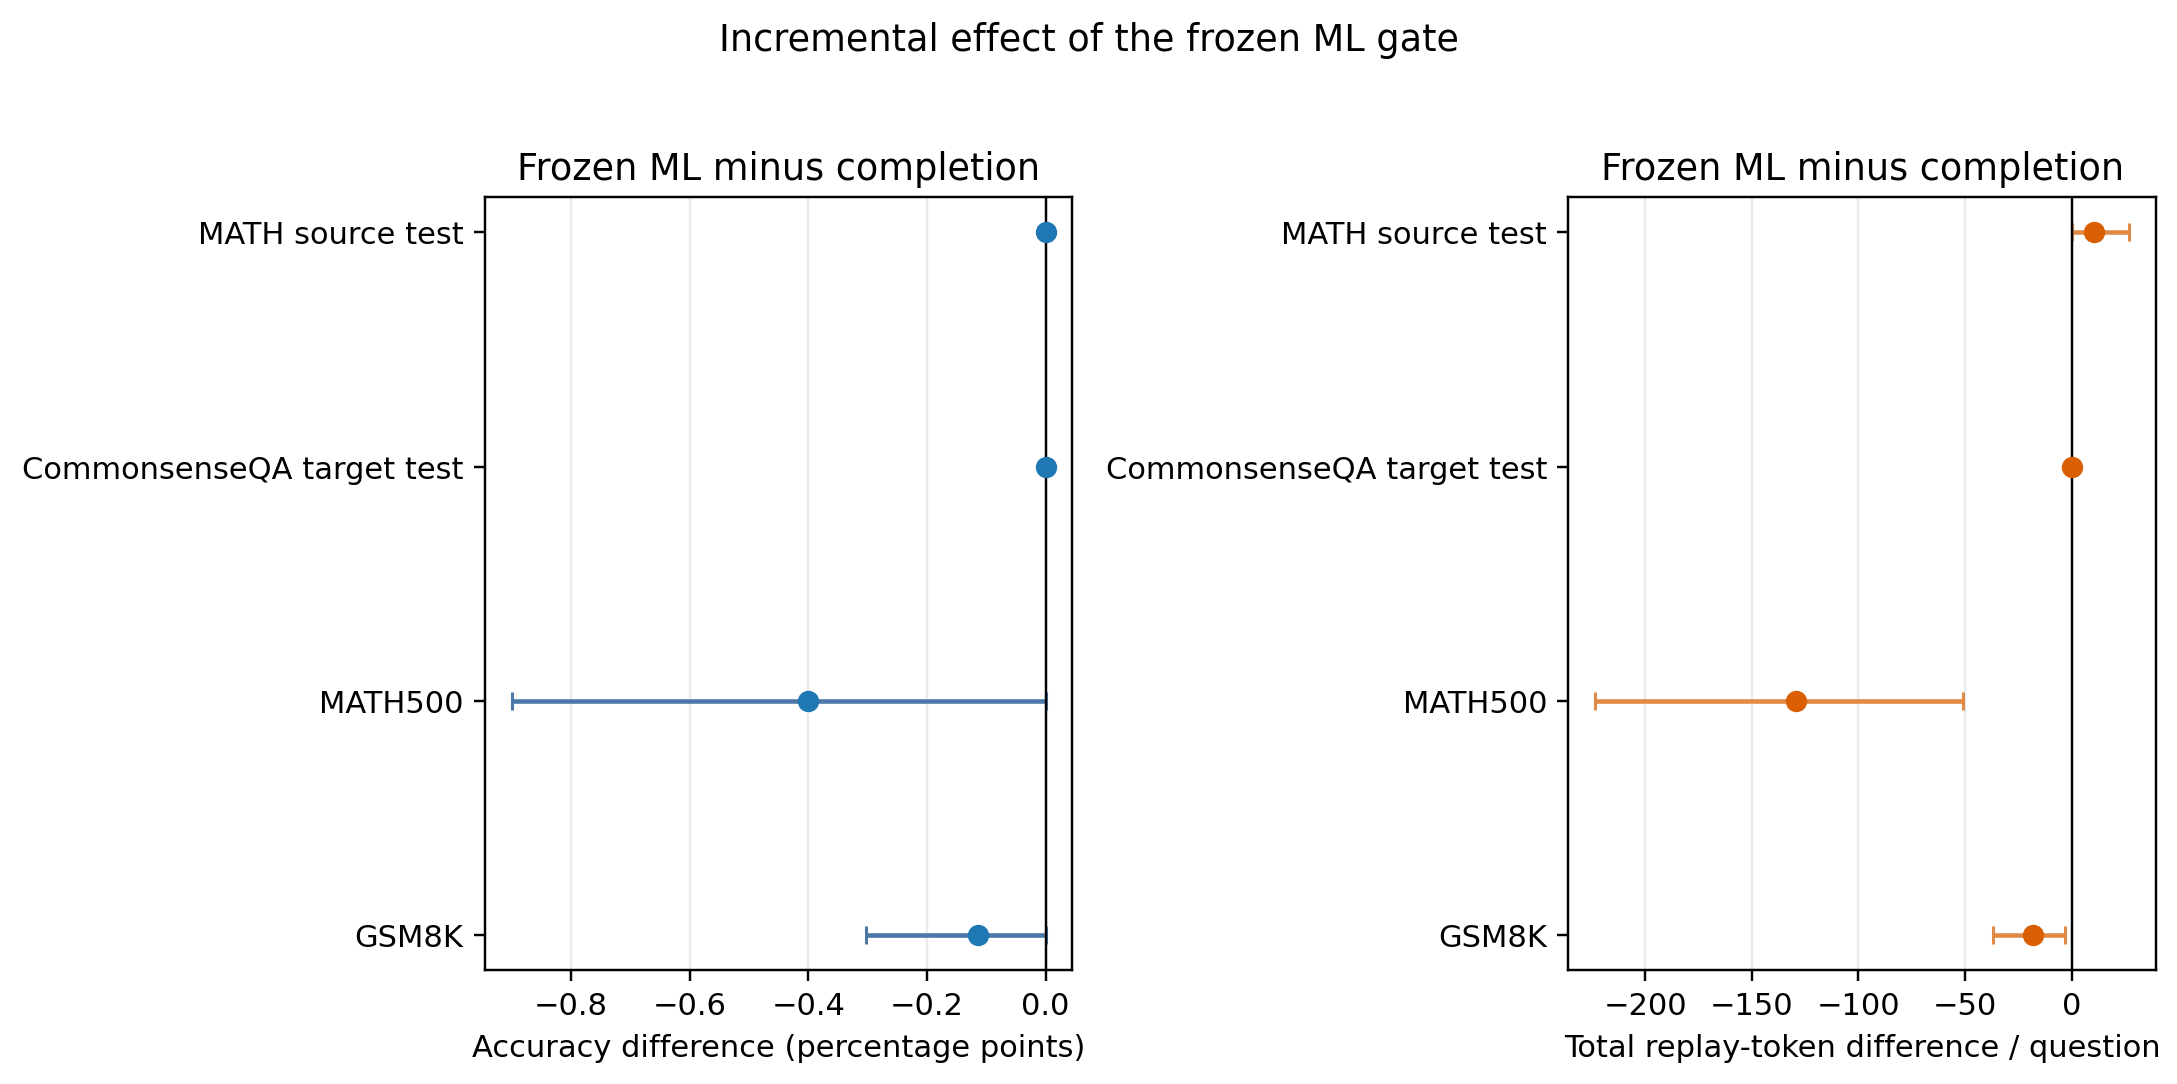 Incremental effect of the frozen ML gate
Frozen ML minus completion
MATH source test
CommonsenseQA target test
MATH500
GSM8K
−0.8 −0.6 −0.4 −0.2 0.0
Accuracy difference (percentage points)
Frozen ML minus completion
MATH source test
CommonsenseQA target test
MATH500
GSM8K
−200 −150 −100 −50 0
Total replay-token difference / question